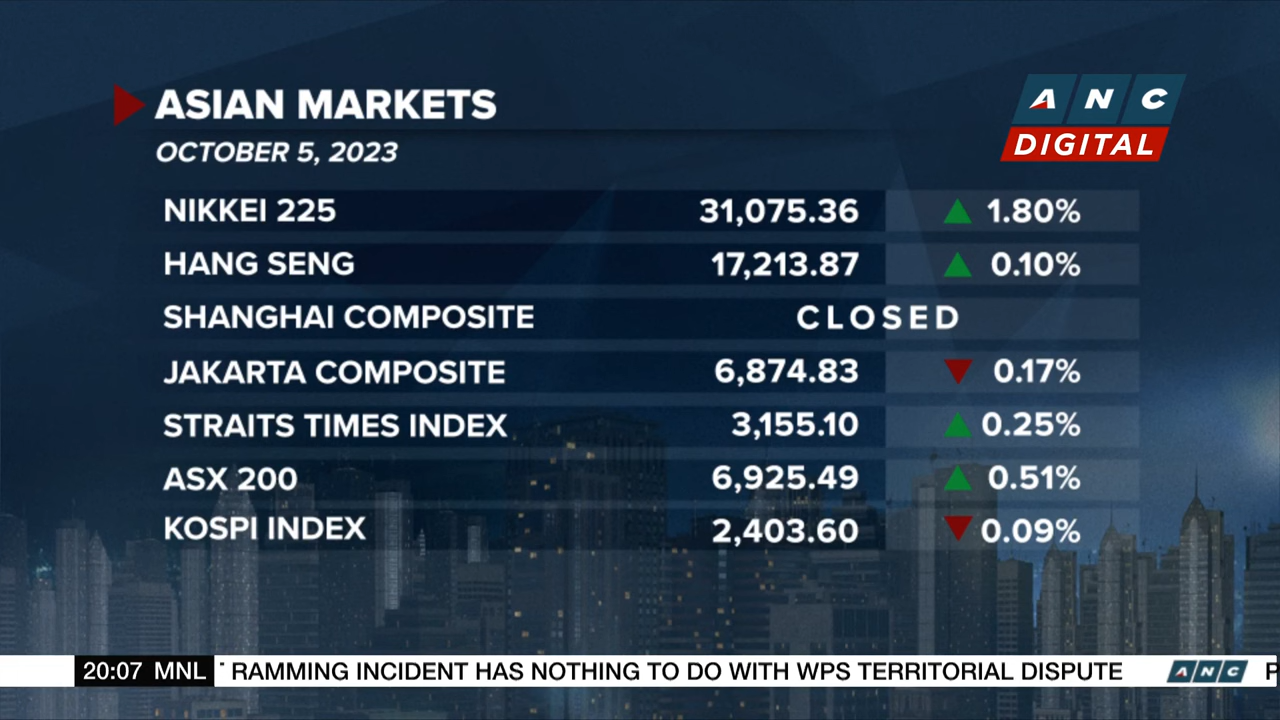 ASIAN MARKETS
OCTOBER 5, 2023
ANC
DIGITAL
NIKKEI 225 31,075.36 ▲ 1.80%
HANG SENG 17,213.87 ▲ 0.10%
SHANGHAI COMPOSITE CLOSED
JAKARTA COMPOSITE 6,874.83 ▼ 0.17%
STRAITS TIMES INDEX 3,155.10 ▲ 0.25%
ASX 200 6,925.49 ▲ 0.51%
KOSPI INDEX 2,403.60 ▼ 0.09%
20:07 MNL RAMMING INCIDENT HAS NOTHING TO DO WITH WPS TERRITORIAL DISPUTE ANC